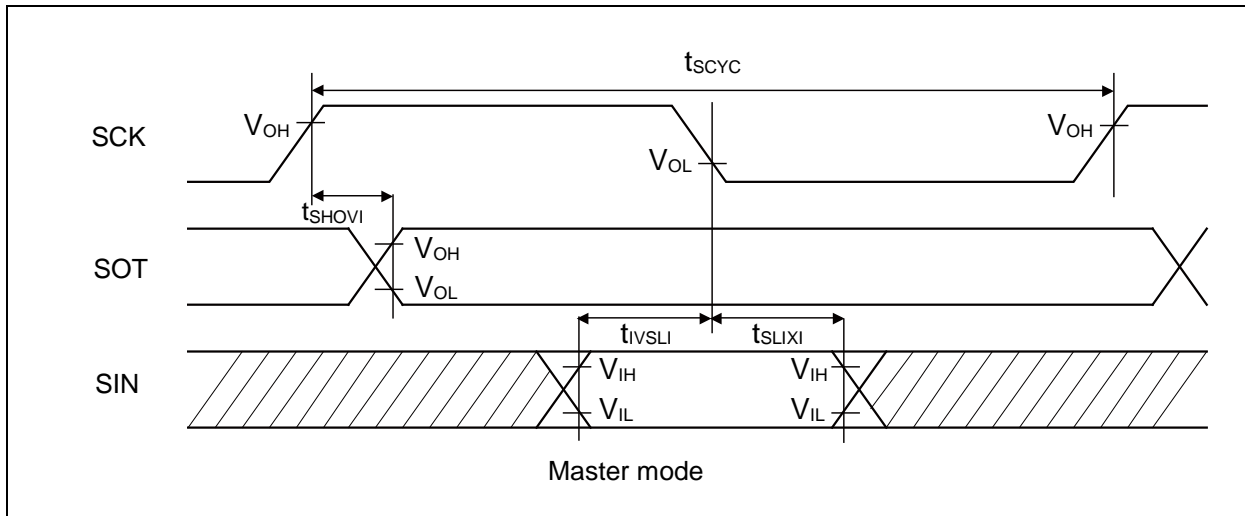 tSCYC
SCK
VOH
VOL
VOH
tSHOVI
SOT
VOH
VOL
tIVSLI
tSLIXI
SIN
VIH
VIH
VIL
VIL
Master mode